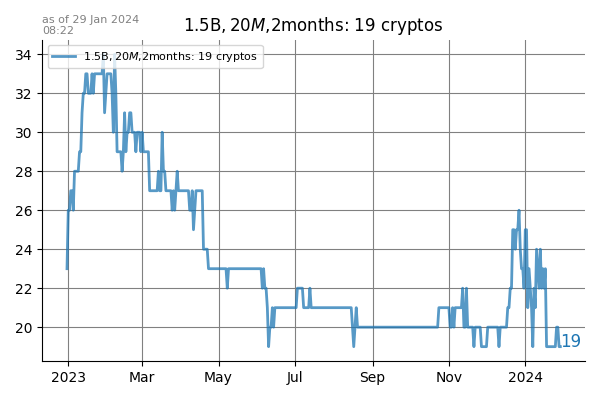 as of 29 Jan 2024
08:22
1.5B, 20M,2months: 19 cryptos
1.5B, 20M,2months: 19 cryptos
34
32
30
28
26
24
22
20
19
2023
Mar
May
Jul
Sep
Nov
2024